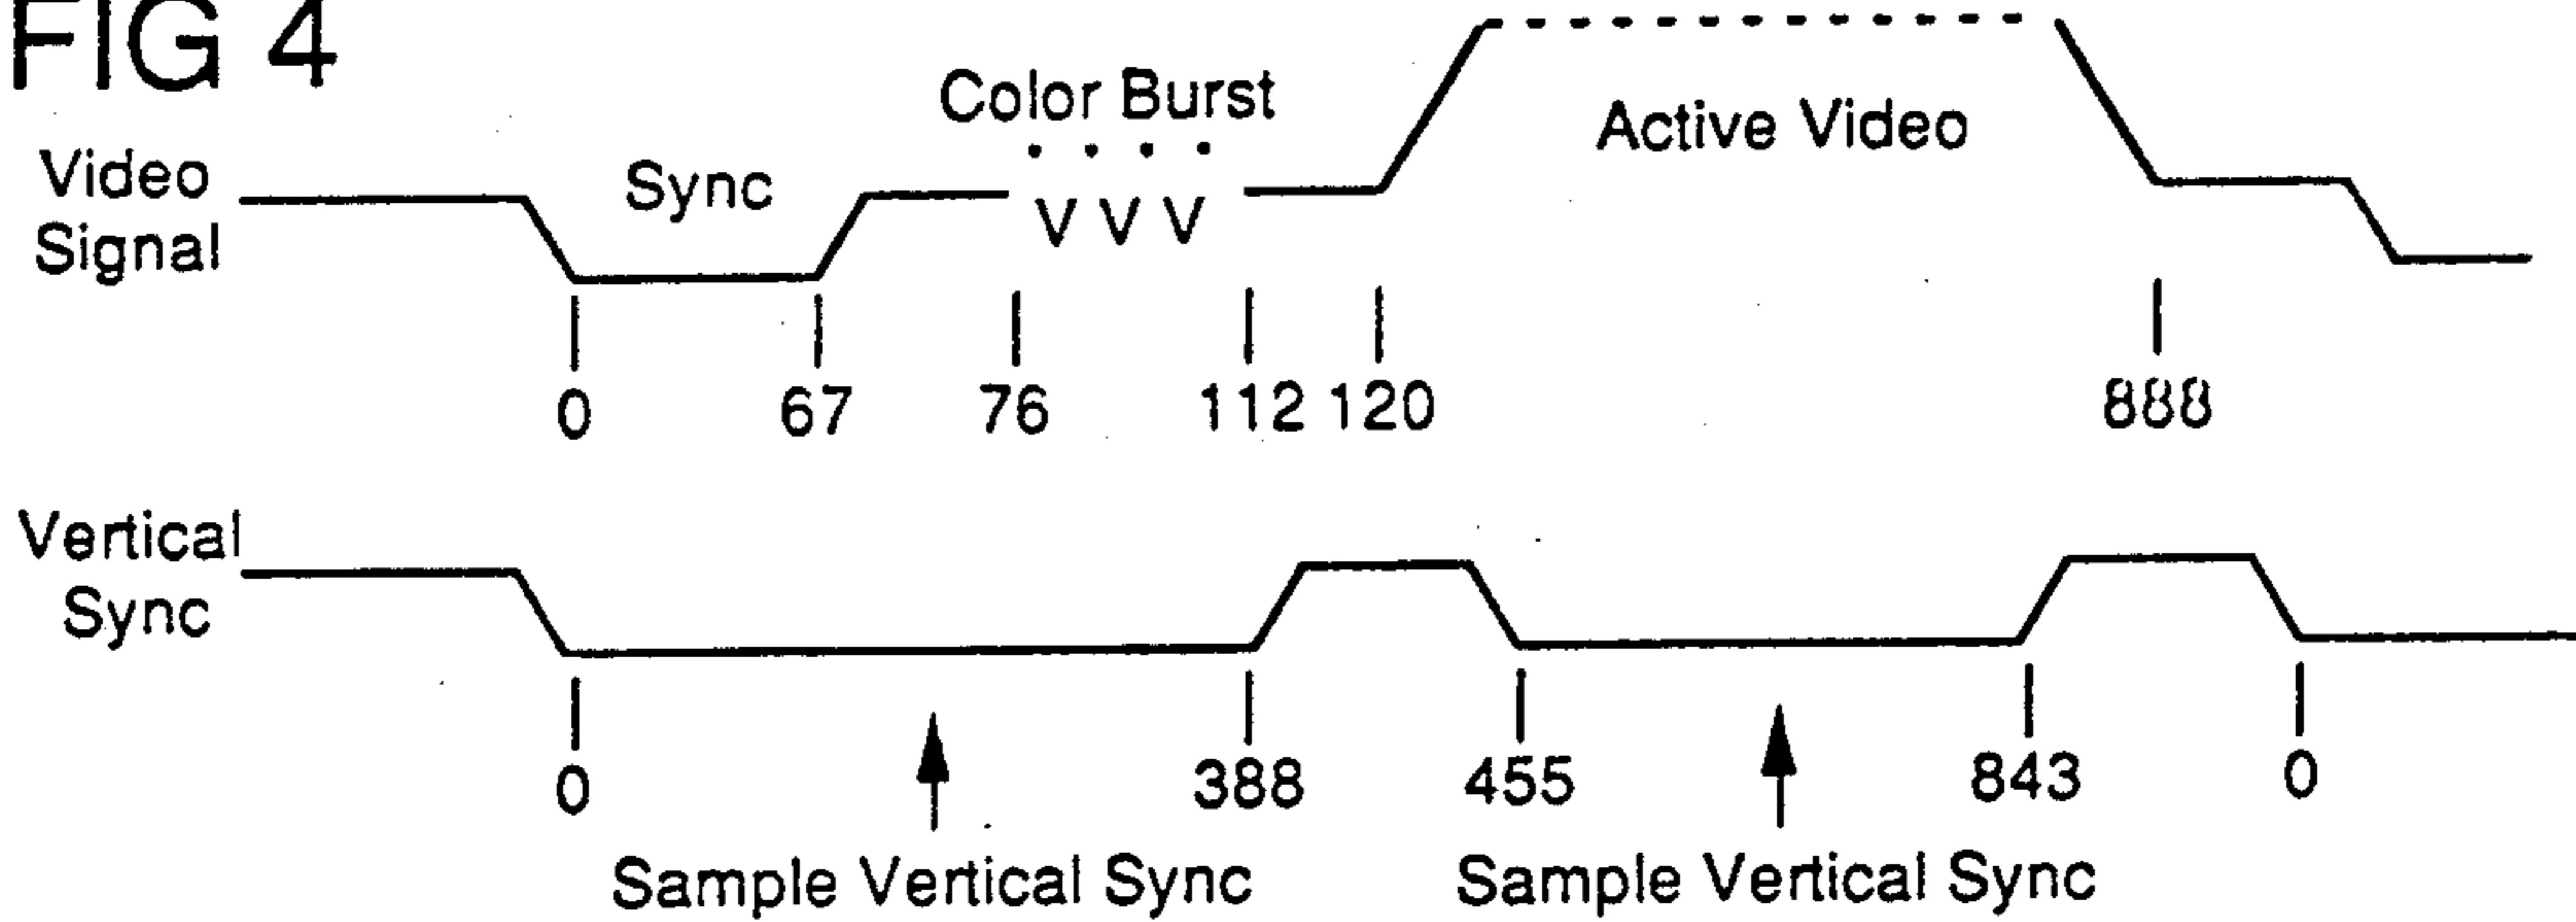 FIG 4
Color Burst
Active Video
Video
Signal
Sync
0 67 76 112 120 888
Vertical
Sync
0 388 455 843 0
Sample Vertical Sync Sample Vertical Sync